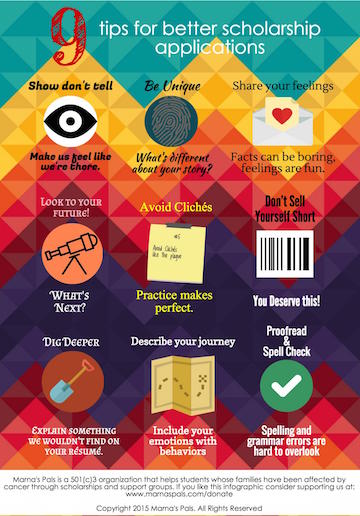 9 tips for better scholarship
applications
Show don't tell
Make us feel like
we're there.
Be Unique
What's different
about your story?
Share your feelings
Facts can be boring,
feelings are fun.
Look to your
future!
What's
Next?
Avoid Clichés
#5
Avoid Clichés
like the plague
Practice makes
perfect.
Don't Sell
Yourself Short
You Deserve this!
Dig Deeper
Explain something
we wouldn't find on
your résumé.
Describe your journey
Include your
emotions with
behaviors
Proofread
&
Spell Check
Spelling and
grammar errors are
hard to overlook
Mama's Pals is a 501(c)3 organization that helps students whose families have been affected by
cancer through scholarships and support groups. If you like this infographic consider supporting us at:
www.mamaspals.com/donate
Copyright 2015 Mama's Pals. All Rights Reserved